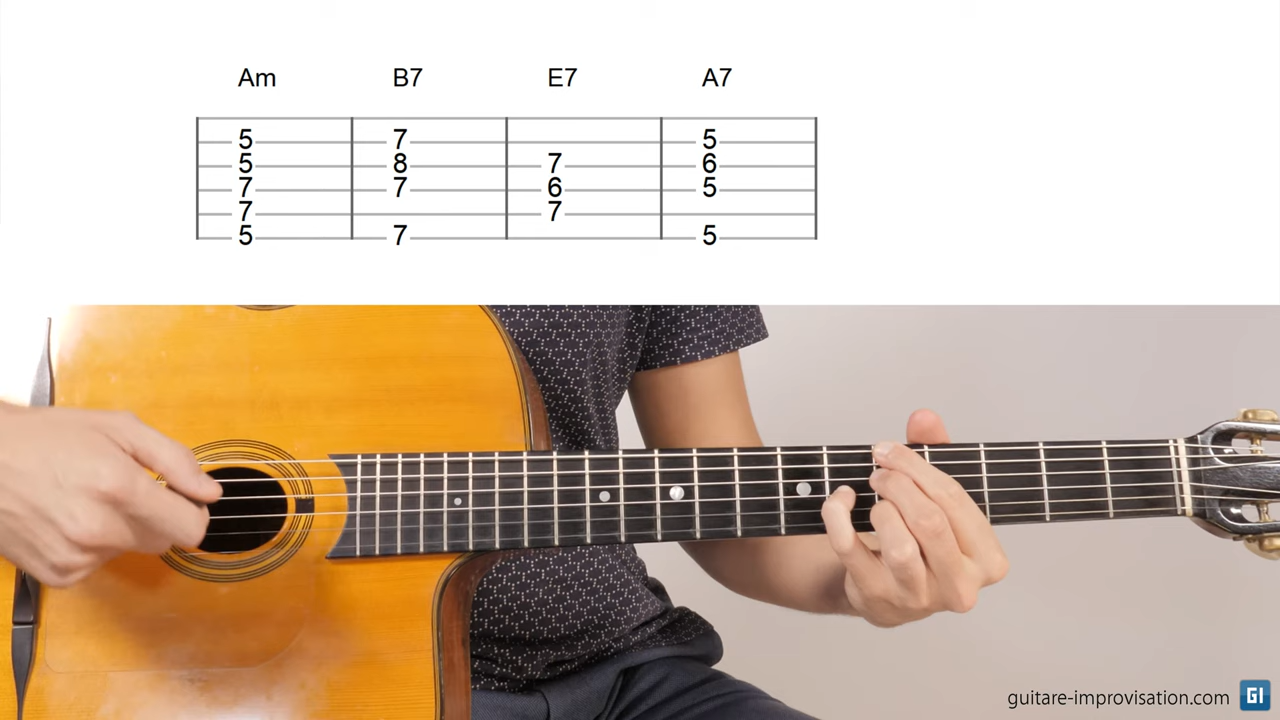 Am B7 E7 A7
5 7 5
5 8 7 6
7 7 6 5
7 7
5 7 5
guitare-improvisation.com GI